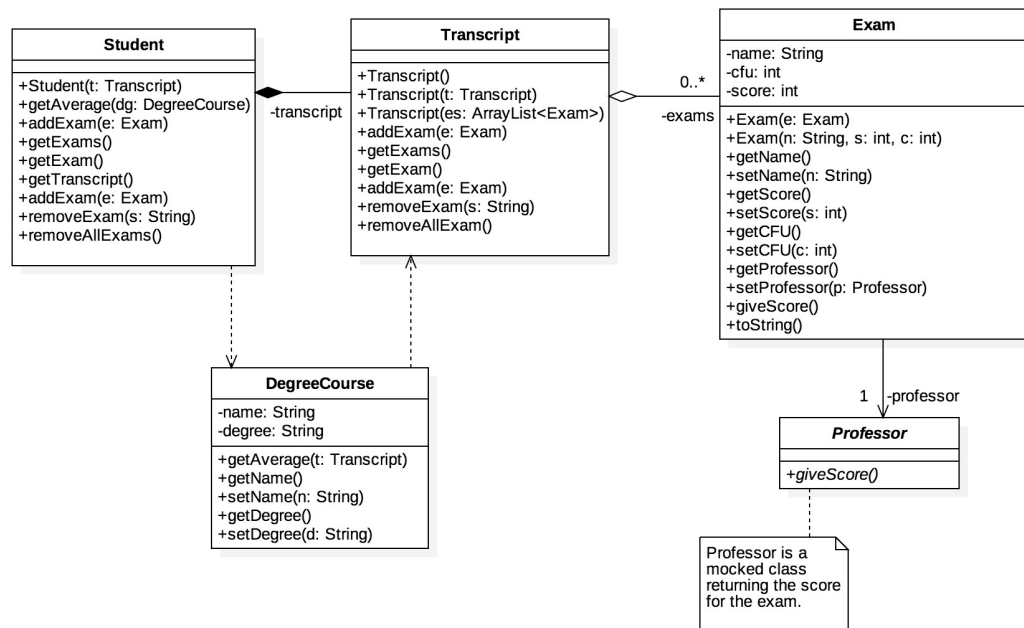 Student
+Student(t: Transcript)
+getAverage(dg: DegreeCourse)
+addExam(e: Exam)
+getExams()
+getExam()
+getTranscript()
+addExam(e: Exam)
+removeExam(s: String)
+removeAllExams()
-transcript
Transcript
+Transcript()
+Transcript(t: Transcript)
+Transcript(es: ArrayList<Exam>)
+addExam(e: Exam)
+getExams()
+getExam()
+addExam(e: Exam)
+removeExam(s: String)
+removeAllExam()
0..*
-exams
Exam
-name: String
-cfu: int
-score: int
+Exam(e: Exam)
+Exam(n: String, s: int, c: int)
+getName()
+setName(n: String)
+getScore()
+setScore(s: int)
+getCFU()
+setCFU(c: int)
+getProfessor()
+setProfessor(p: Professor)
+giveScore()
+toString()
DegreeCourse
-name: String
-degree: String
+getAverage(t: Transcript)
+getName()
+setName(n: String)
+getDegree()
+setDegree(d: String)
1 -professor
Professor
+giveScore()
Professor is a
mocked class
returning the score
for the exam.